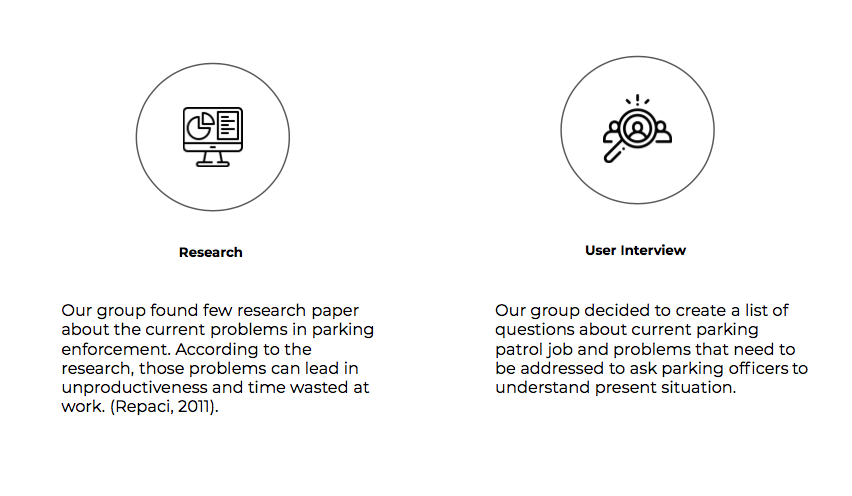 Research
Our group found few research paper
about the current problems in parking
enforcement. According to the
research, those problems can lead in
unproductiveness and time wasted at
work. (Repaci, 2011).
User Interview
Our group decided to create a list of
questions about current parking
patrol job and problems that need to
be addressed to ask parking officers to
understand present situation.